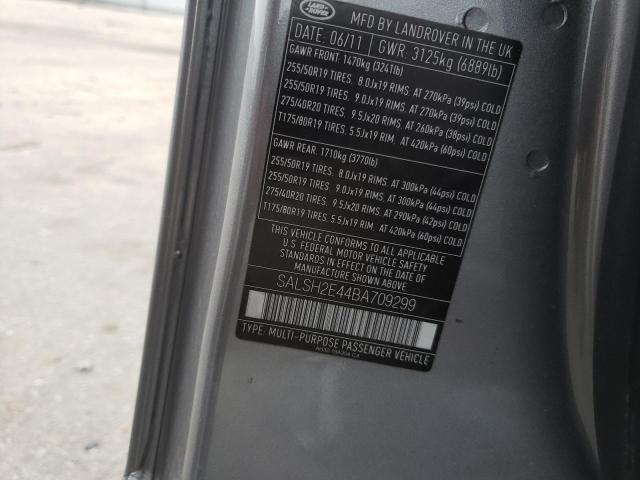 LAND ROVER
MFD BY LANDROVER IN THE UK
DATE: 06/11 GWR: 3125kg (6889lb)
GAWR FRONT: 1470kg (3241lb)
255/50R19 TIRES. 8.0Jx19 RIMS. AT 270kPa (39psi) COLD
255/50R19 TIRES. 9.0Jx19 RIMS. AT 270kPa (39psi) COLD
275/40R20 TIRES. 9.5Jx20 RIMS. AT 260kPa (38psi) COLD
T175/80R19 TIRES. 5.5Jx19 RIM. AT 420kPa (60psi) COLD
GAWR REAR: 1710kg (3770lb)
255/50R19 TIRES. 8.0Jx19 RIMS. AT 300kPa (44psi) COLD
255/50R19 TIRES. 9.0Jx19 RIMS. AT 300kPa (44psi) COLD
275/40R20 TIRES. 9.5Jx20 RIMS. AT 290kPa (42psi) COLD
T175/80R19 TIRES. 5.5Jx19 RIM. AT 420kPa (60psi) COLD
THIS VEHICLE CONFORMS TO ALL APPLICABLE
U.S. FEDERAL MOTOR VEHICLE SAFETY
STANDARDS IN EFFECT ON THE DATE OF
MANUFACTURE SHOWN ABOVE
SALSH2E44BA709299
TYPE: MULTI-PURPOSE PASSENGER VEHICLE